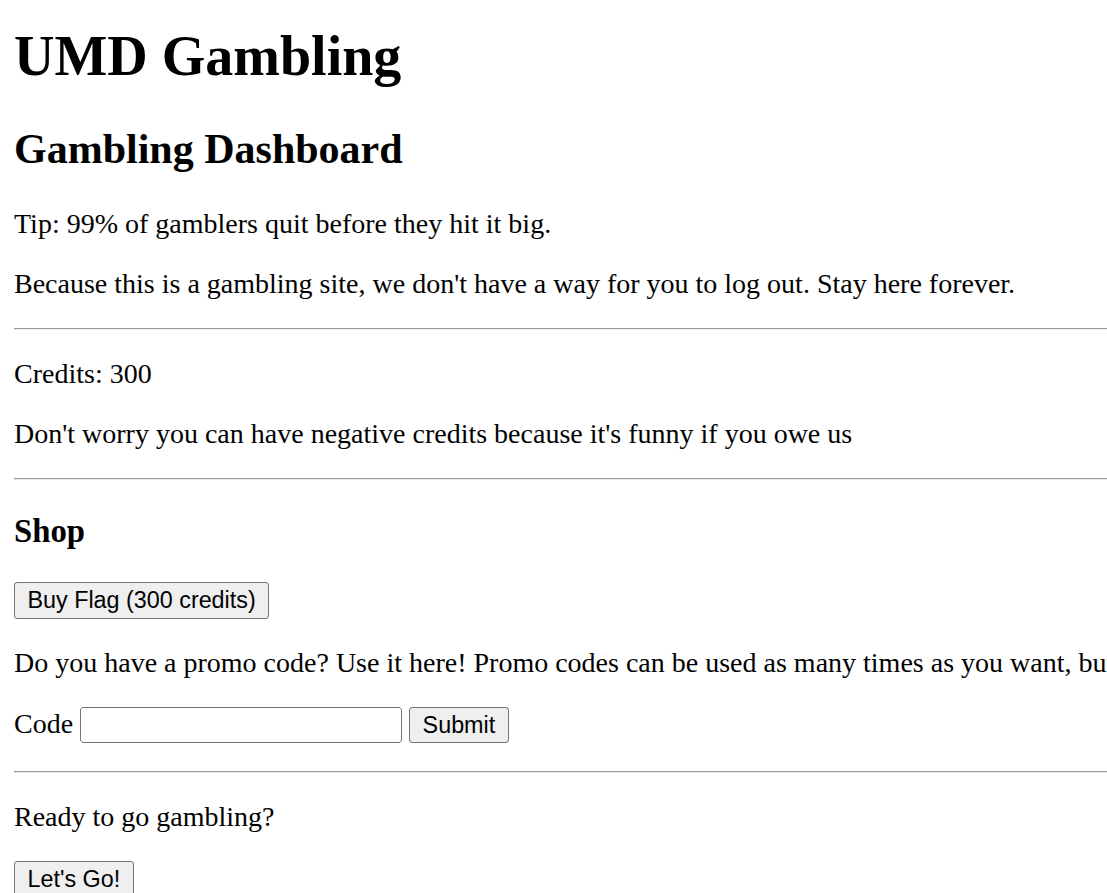 UMD Gambling
Gambling Dashboard
Tip: 99% of gamblers quit before they hit it big.
Because this is a gambling site, we don't have a way for you to log out. Stay here forever.
Credits: 300
Don't worry you can have negative credits because it's funny if you owe us
Shop
Buy Flag (300 credits)
Do you have a promo code? Use it here! Promo codes can be used as many times as you want, bu
Code Submit
Ready to go gambling?
Let's Go!